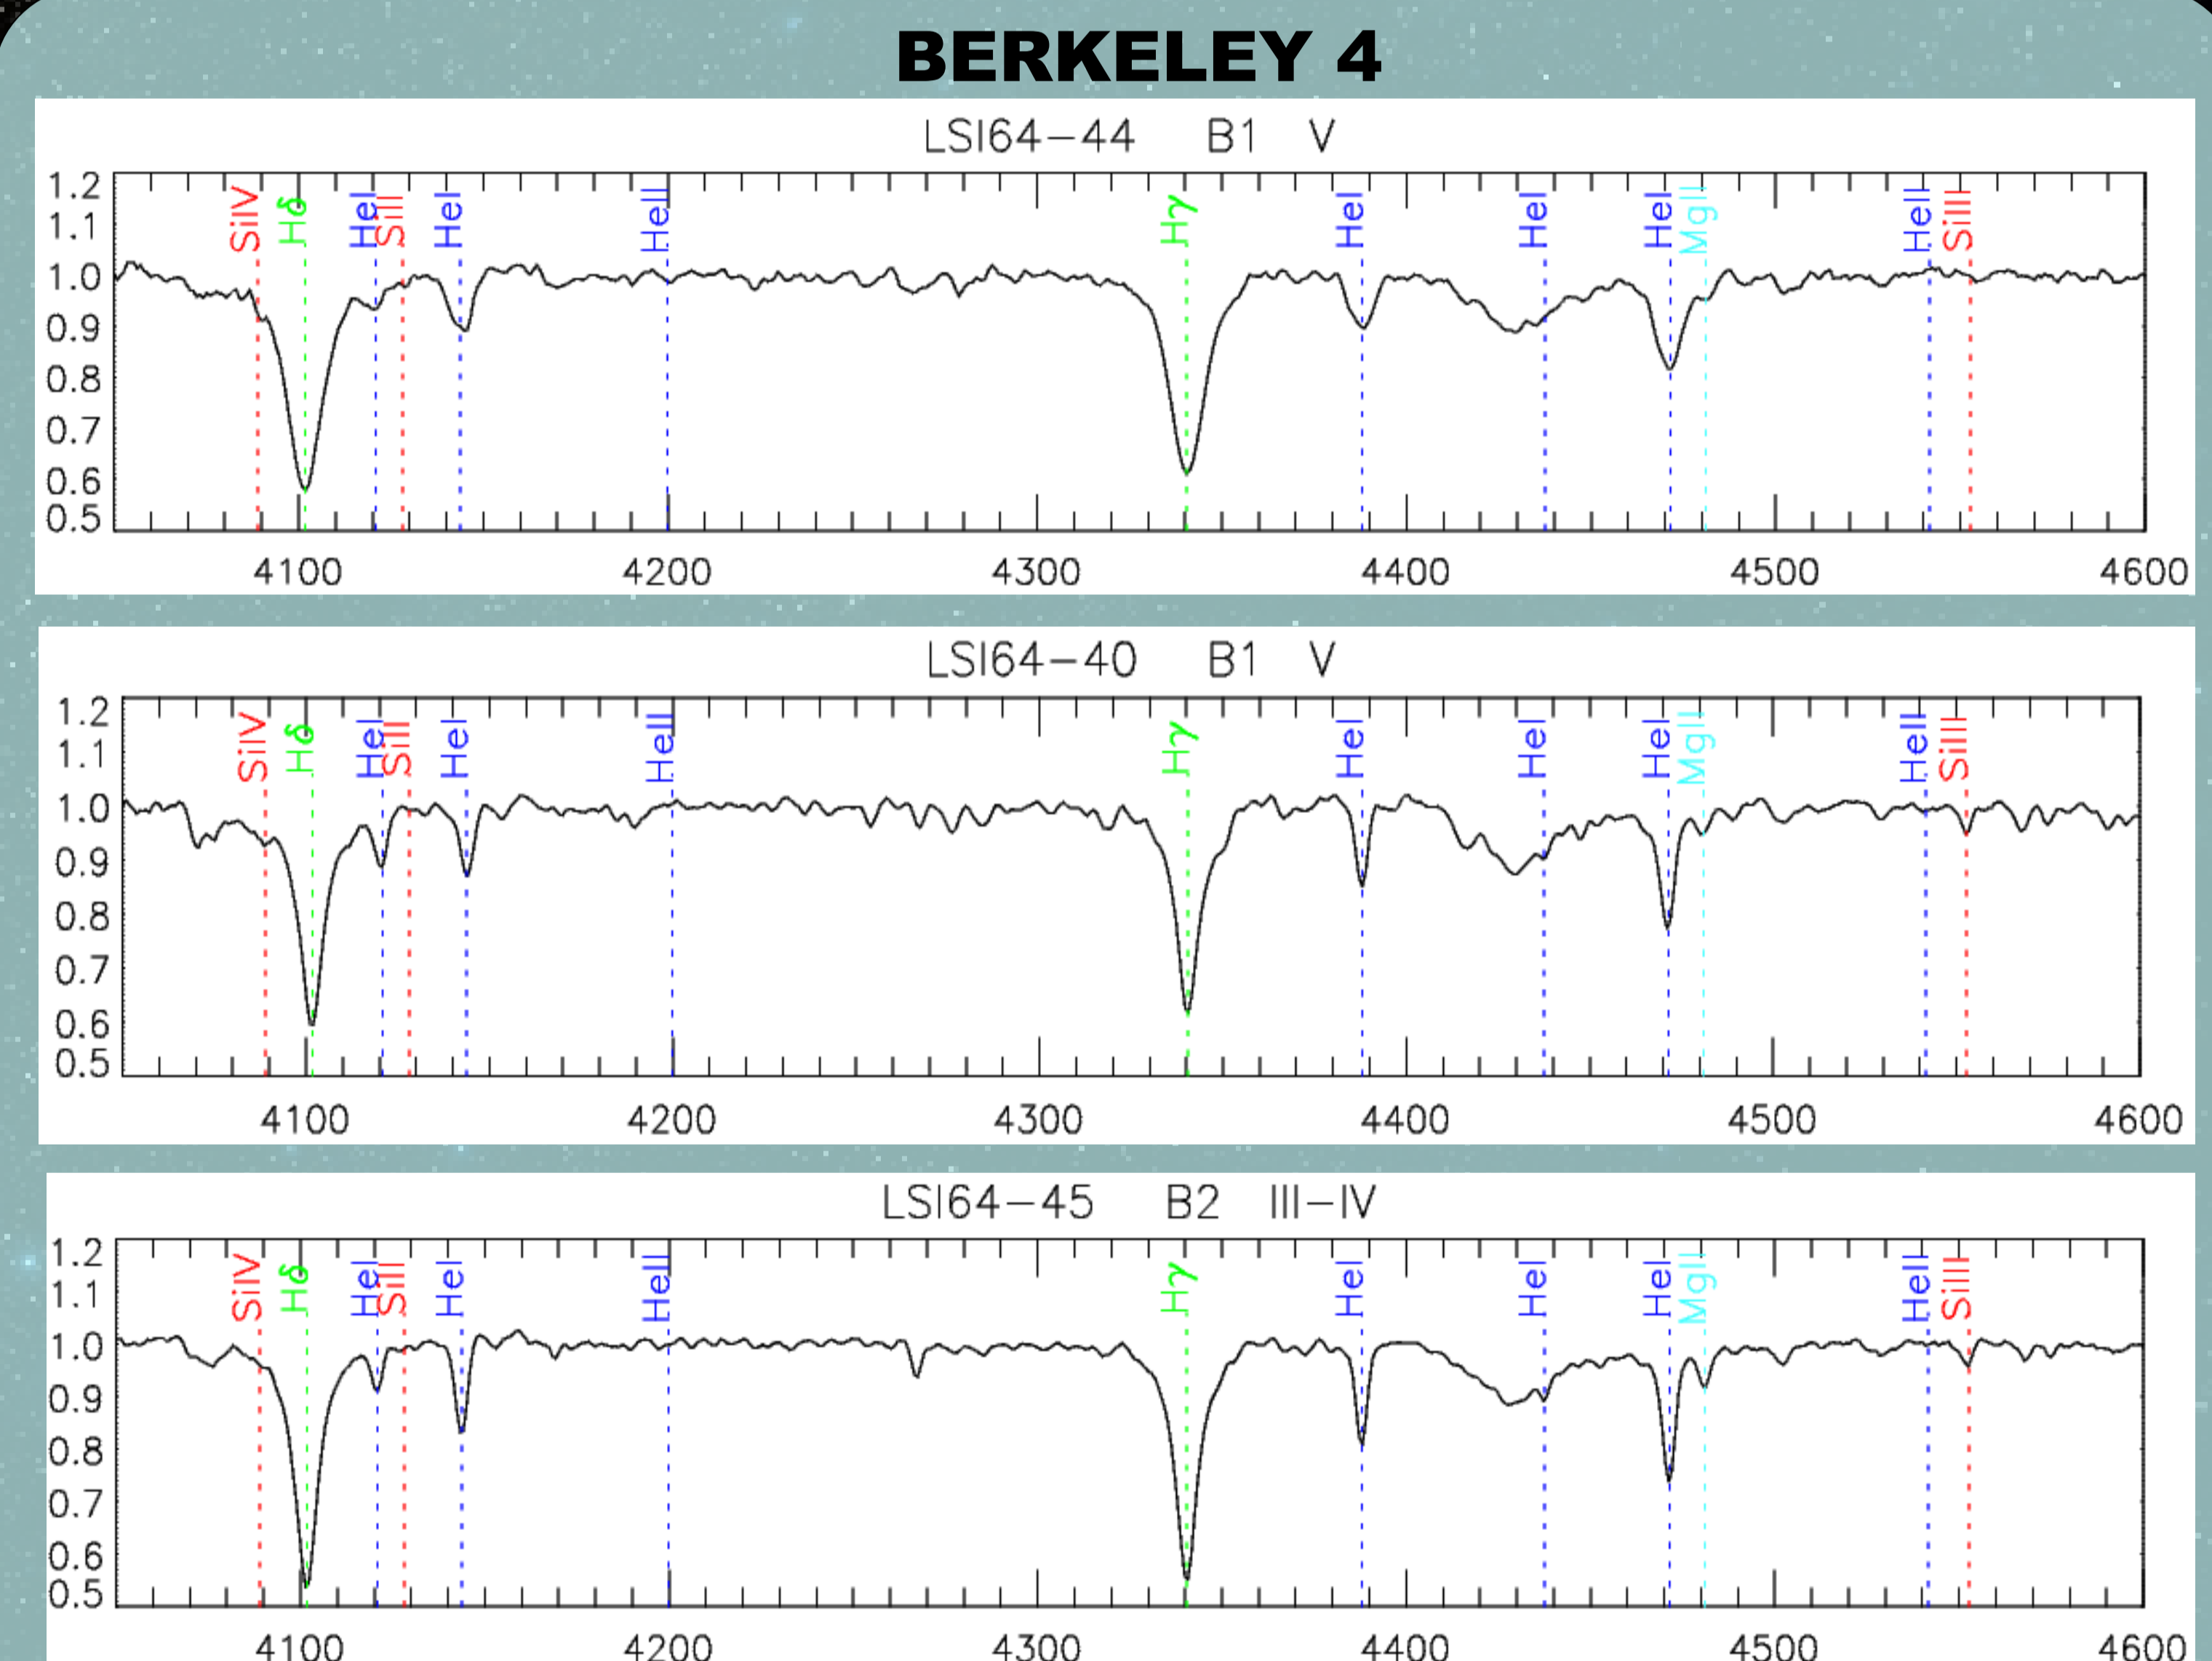 BERKELEY 4
LSI64-44 B1 V
1.2
1.1
1.0
0.9
0.8
0.7
0.6
0.5
SiIV Hδ HeI SiII HeI HeII Hγ HeI HeI HeI MgII HeII SiIII
4100 4200 4300 4400 4500 4600
LSI64-40 B1 V
1.2
1.1
1.0
0.9
0.8
0.7
0.6
0.5
SiIV Hδ HeI SiII HeI HeII Hγ HeI HeI HeI MgII HeII SiIII
4100 4200 4300 4400 4500 4600
LSI64-45 B2 III-IV
1.2
1.1
1.0
0.9
0.8
0.7
0.6
0.5
SiIV Hδ HeI SiII HeI HeII Hγ HeI HeI HeI MgII HeII SiIII
4100 4200 4300 4400 4500 4600